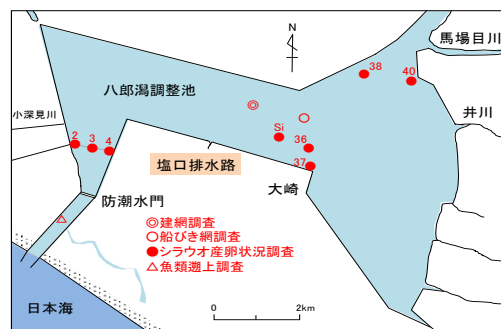 馬場目川
N
38
40
八郎潟調整池
井川
小深見川
Si
2
3
4
36
37
塩口排水路
大崎
防潮水門
◎建網調査
○船びき網調査
●シラウオ産卵状況調査
△魚類遡上調査
日本海
0
2km